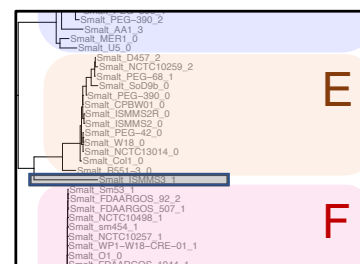 Smalt_PEG-390_2
Smalt_AA1_3
Smalt_MER1_0
Smalt_U5_0
Smalt_D457_2
Smalt_NCTC10259_2
Smalt_PEG-68_1
Smalt_SoD9b_0
Smalt_PEG-390_0
Smalt_CPBW01_0
Smalt_ISMMS2R_0
Smalt_ISMMS2_0
Smalt_PEG-42_0
Smalt_W18_0
Smalt_NCTC13014_0
Smalt_Col1_0
Smalt_B551-3_0
E
Smalt_ISMMS3_1
Smalt_Sm53_1
Smalt_FDAARGOS_92_2
Smalt_FDAARGOS_507_1
Smalt_NCTC10498_1
Smalt_sm454_1
Smalt_NCTC10257_1
Smalt_WP1-W18-CRE-01_1
Smalt_O1_0
F